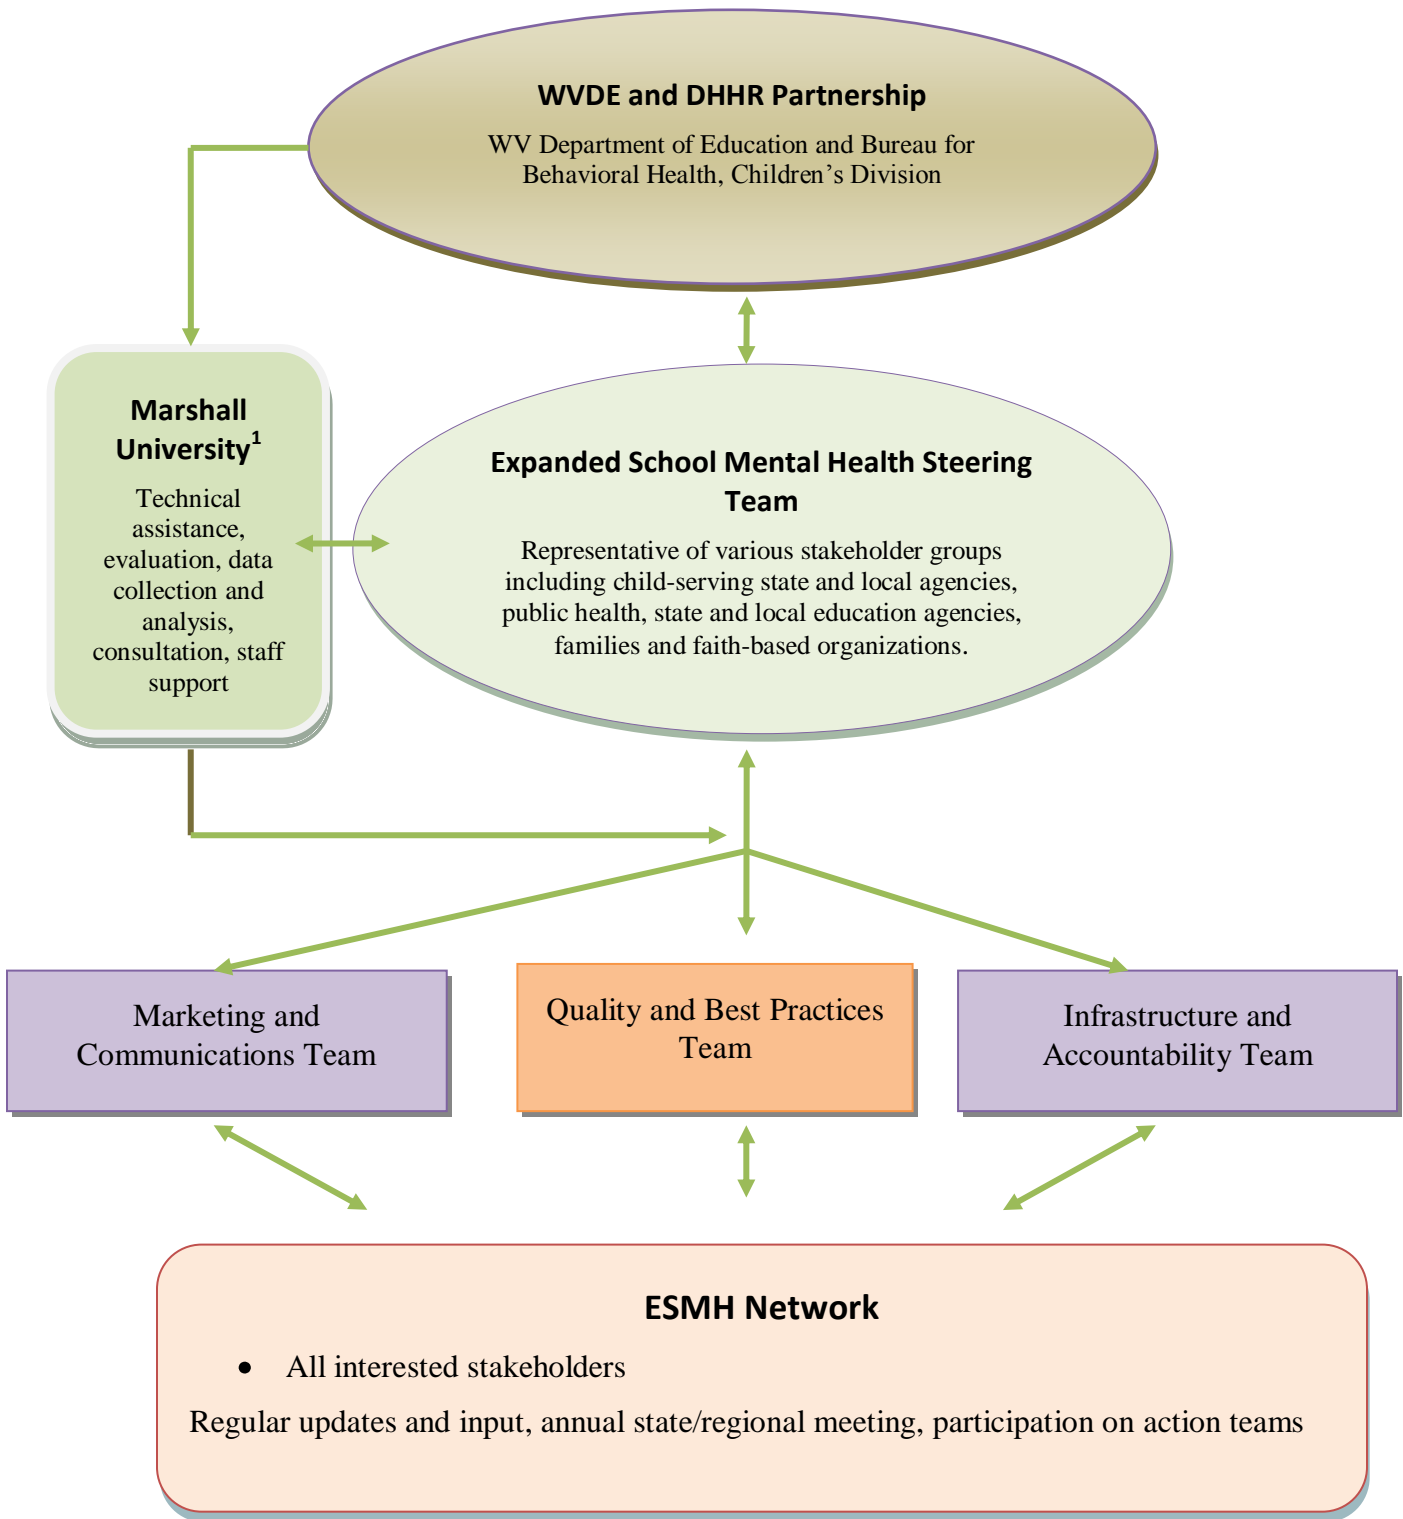 WVDE and DHHR Partnership
WV Department of Education and Bureau for
Behavioral Health, Children’s Division
Marshall
University¹
Technical
assistance,
evaluation, data
collection and
analysis,
consultation, staff
support
Expanded School Mental Health Steering
Team
Representative of various stakeholder groups
including child-serving state and local agencies,
public health, state and local education agencies,
families and faith-based organizations.
Marketing and
Communications Team
Quality and Best Practices
Team
Infrastructure and
Accountability Team
ESMH Network
• All interested stakeholders
Regular updates and input, annual state/regional meeting, participation on action teams